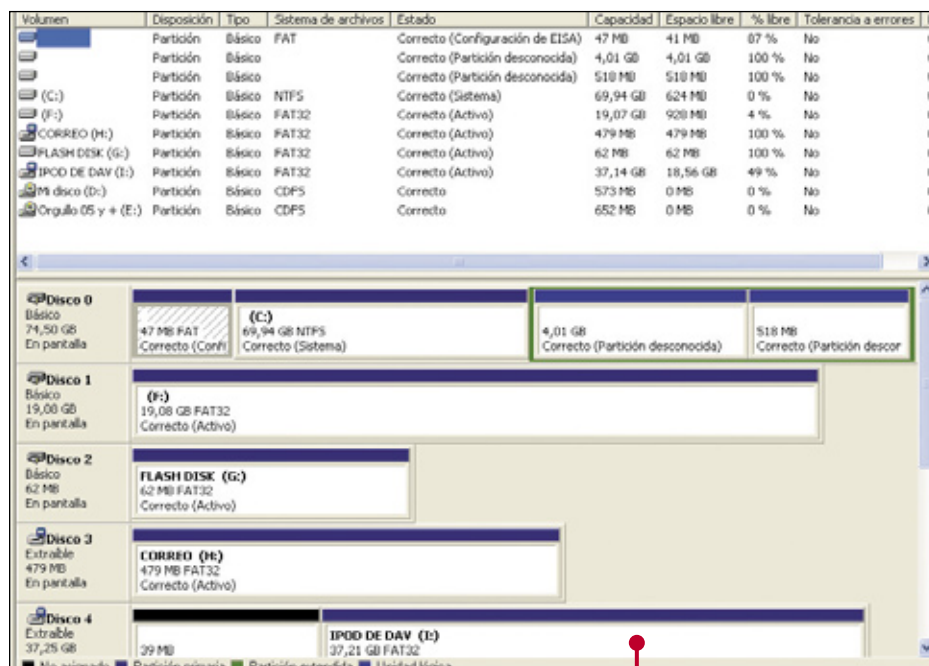 Volumen Disposición Tipo Sistema de archivos Estado Capacidad Espacio libre % libre Tolerancia a errores
Partición Básico FAT Correcto (Configuración de EISA) 47 MB 41 MB 87 % No
Partición Básico Correcto (Partición desconocida) 4,01 GB 4,01 GB 100 % No
Partición Básico Correcto (Partición desconocida) 518 MB 518 MB 100 % No
(C:) Partición Básico NTFS Correcto (Sistema) 69,94 GB 624 MB 0 % No
(F:) Partición Básico FAT32 Correcto (Activo) 19,07 GB 928 MB 4 % No
CORREO (H:) Partición Básico FAT32 Correcto (Activo) 479 MB 479 MB 100 % No
FLASH DISK (G:) Partición Básico FAT32 Correcto (Activo) 62 MB 62 MB 100 % No
IPOD DE DAV (I:) Partición Básico FAT32 Correcto (Activo) 37,14 GB 18,56 GB 49 % No
Mi disco (D:) Partición Básico CDFS Correcto 573 MB 0 MB 0 % No
Orgullo 05 y + (E:) Partición Básico CDFS Correcto 652 MB 0 MB 0 % No
Disco 0
Básico
74,50 GB
En pantalla
47 MB FAT
Correcto (Confi
(C:)
69,94 GB NTFS
Correcto (Sistema)
4,01 GB
Correcto (Partición desconocida)
518 MB
Correcto (Partición descor
Disco 1
Básico
19,08 GB
En pantalla
(F:)
19,08 GB FAT32
Correcto (Activo)
Disco 2
Básico
62 MB
En pantalla
FLASH DISK (G:)
62 MB FAT32
Correcto (Activo)
Disco 3
Extraíble
479 MB
En pantalla
CORREO (H:)
479 MB FAT32
Correcto (Activo)
Disco 4
Extraíble
37,25 GB
39 MB
IPOD DE DAV (I:)
37,21 GB FAT32
No asignado Partición primaria Partición extendida Unidad lógica